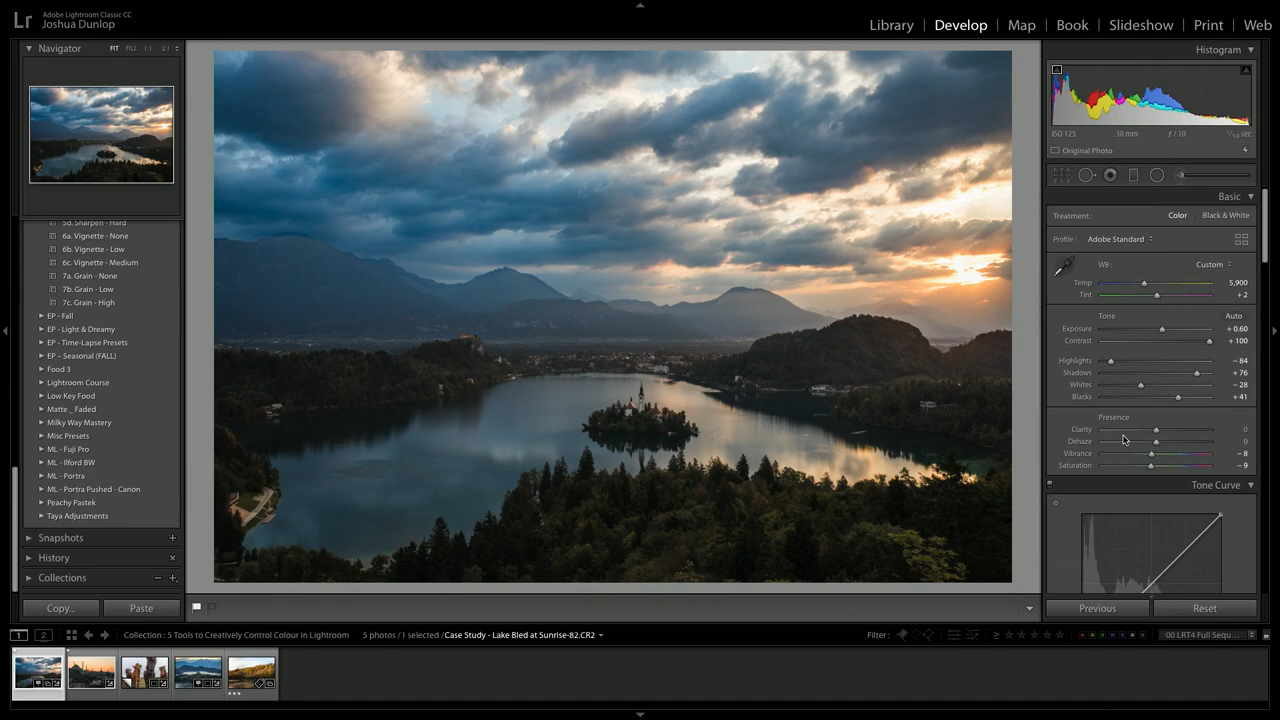 Lr
Adobe Lightroom Classic CC
Joshua Dunlop
Library | Develop | Map | Book | Slideshow | Print | Web
Navigator FIT FILL 1:1 2:1
5d. Sharpen - Hard
6a. Vignette - None
6b. Vignette - Low
6c. Vignette - Medium
7a. Grain - None
7b. Grain - Low
7c. Grain - High
EP - Fall
EP - Light & Dreamy
EP - Time-Lapse Presets
EP – Seasonal (FALL)
Food 3
Lightroom Course
Low Key Food
Matte _ Faded
Milky Way Mastery
Misc Presets
ML - Fuji Pro
ML - Ilford BW
ML - Portra
ML - Portra Pushed - Canon
Peachy Pastek
Taya Adjustments
Snapshots +
History ×
Collections − +
Copy... Paste
Histogram
ISO 125 30 mm ƒ / 10
Original Photo
Basic
Treatment : Color Black & White
Profile : Adobe Standard
WB : Custom
Temp 5,900
Tint + 2
Tone Auto
Exposure + 0.60
Contrast + 100
Highlights − 84
Shadows + 76
Whites − 28
Blacks + 41
Presence
Clarity 0
Dehaze 0
Vibrance − 8
Saturation − 9
Tone Curve
Previous Reset
1 2 Collection : 5 Tools to Creatively Control Colour in Lightroom 5 photos / 1 selected / Case Study - Lake Bled at Sunrise-82.CR2 Filter : ≥ 00 LRT4 Full Sequ...